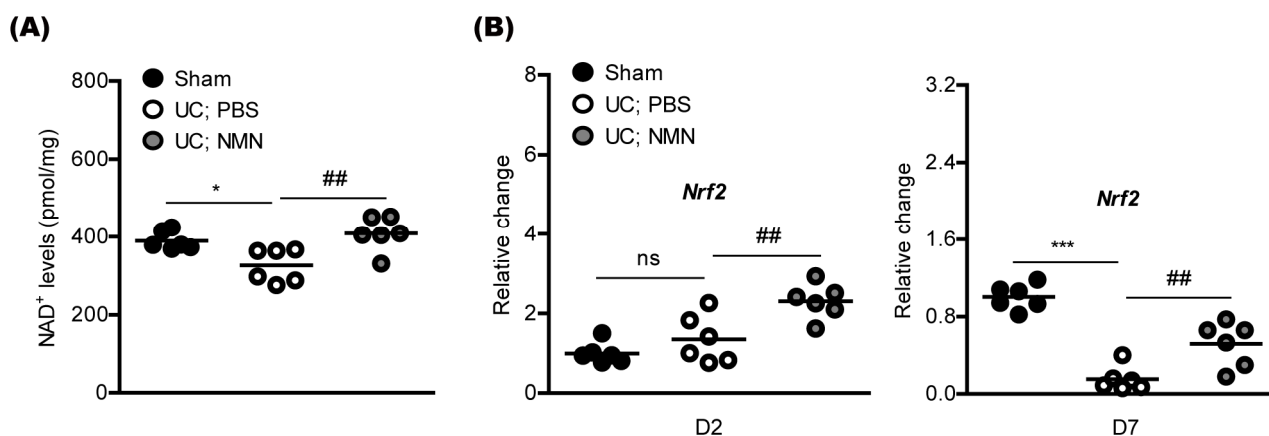 (A)
NAD+ levels (pmol/mg)
800
600
400
200
0
Sham
UC; PBS
UC; NMN
*
##
(B)
Relative change
8
6
4
2
0
Sham
UC; PBS
UC; NMN
Nrf2
ns
##
D2
Relative change
3.2
2.4
1.6
0.8
0.0
Nrf2
***
##
D7